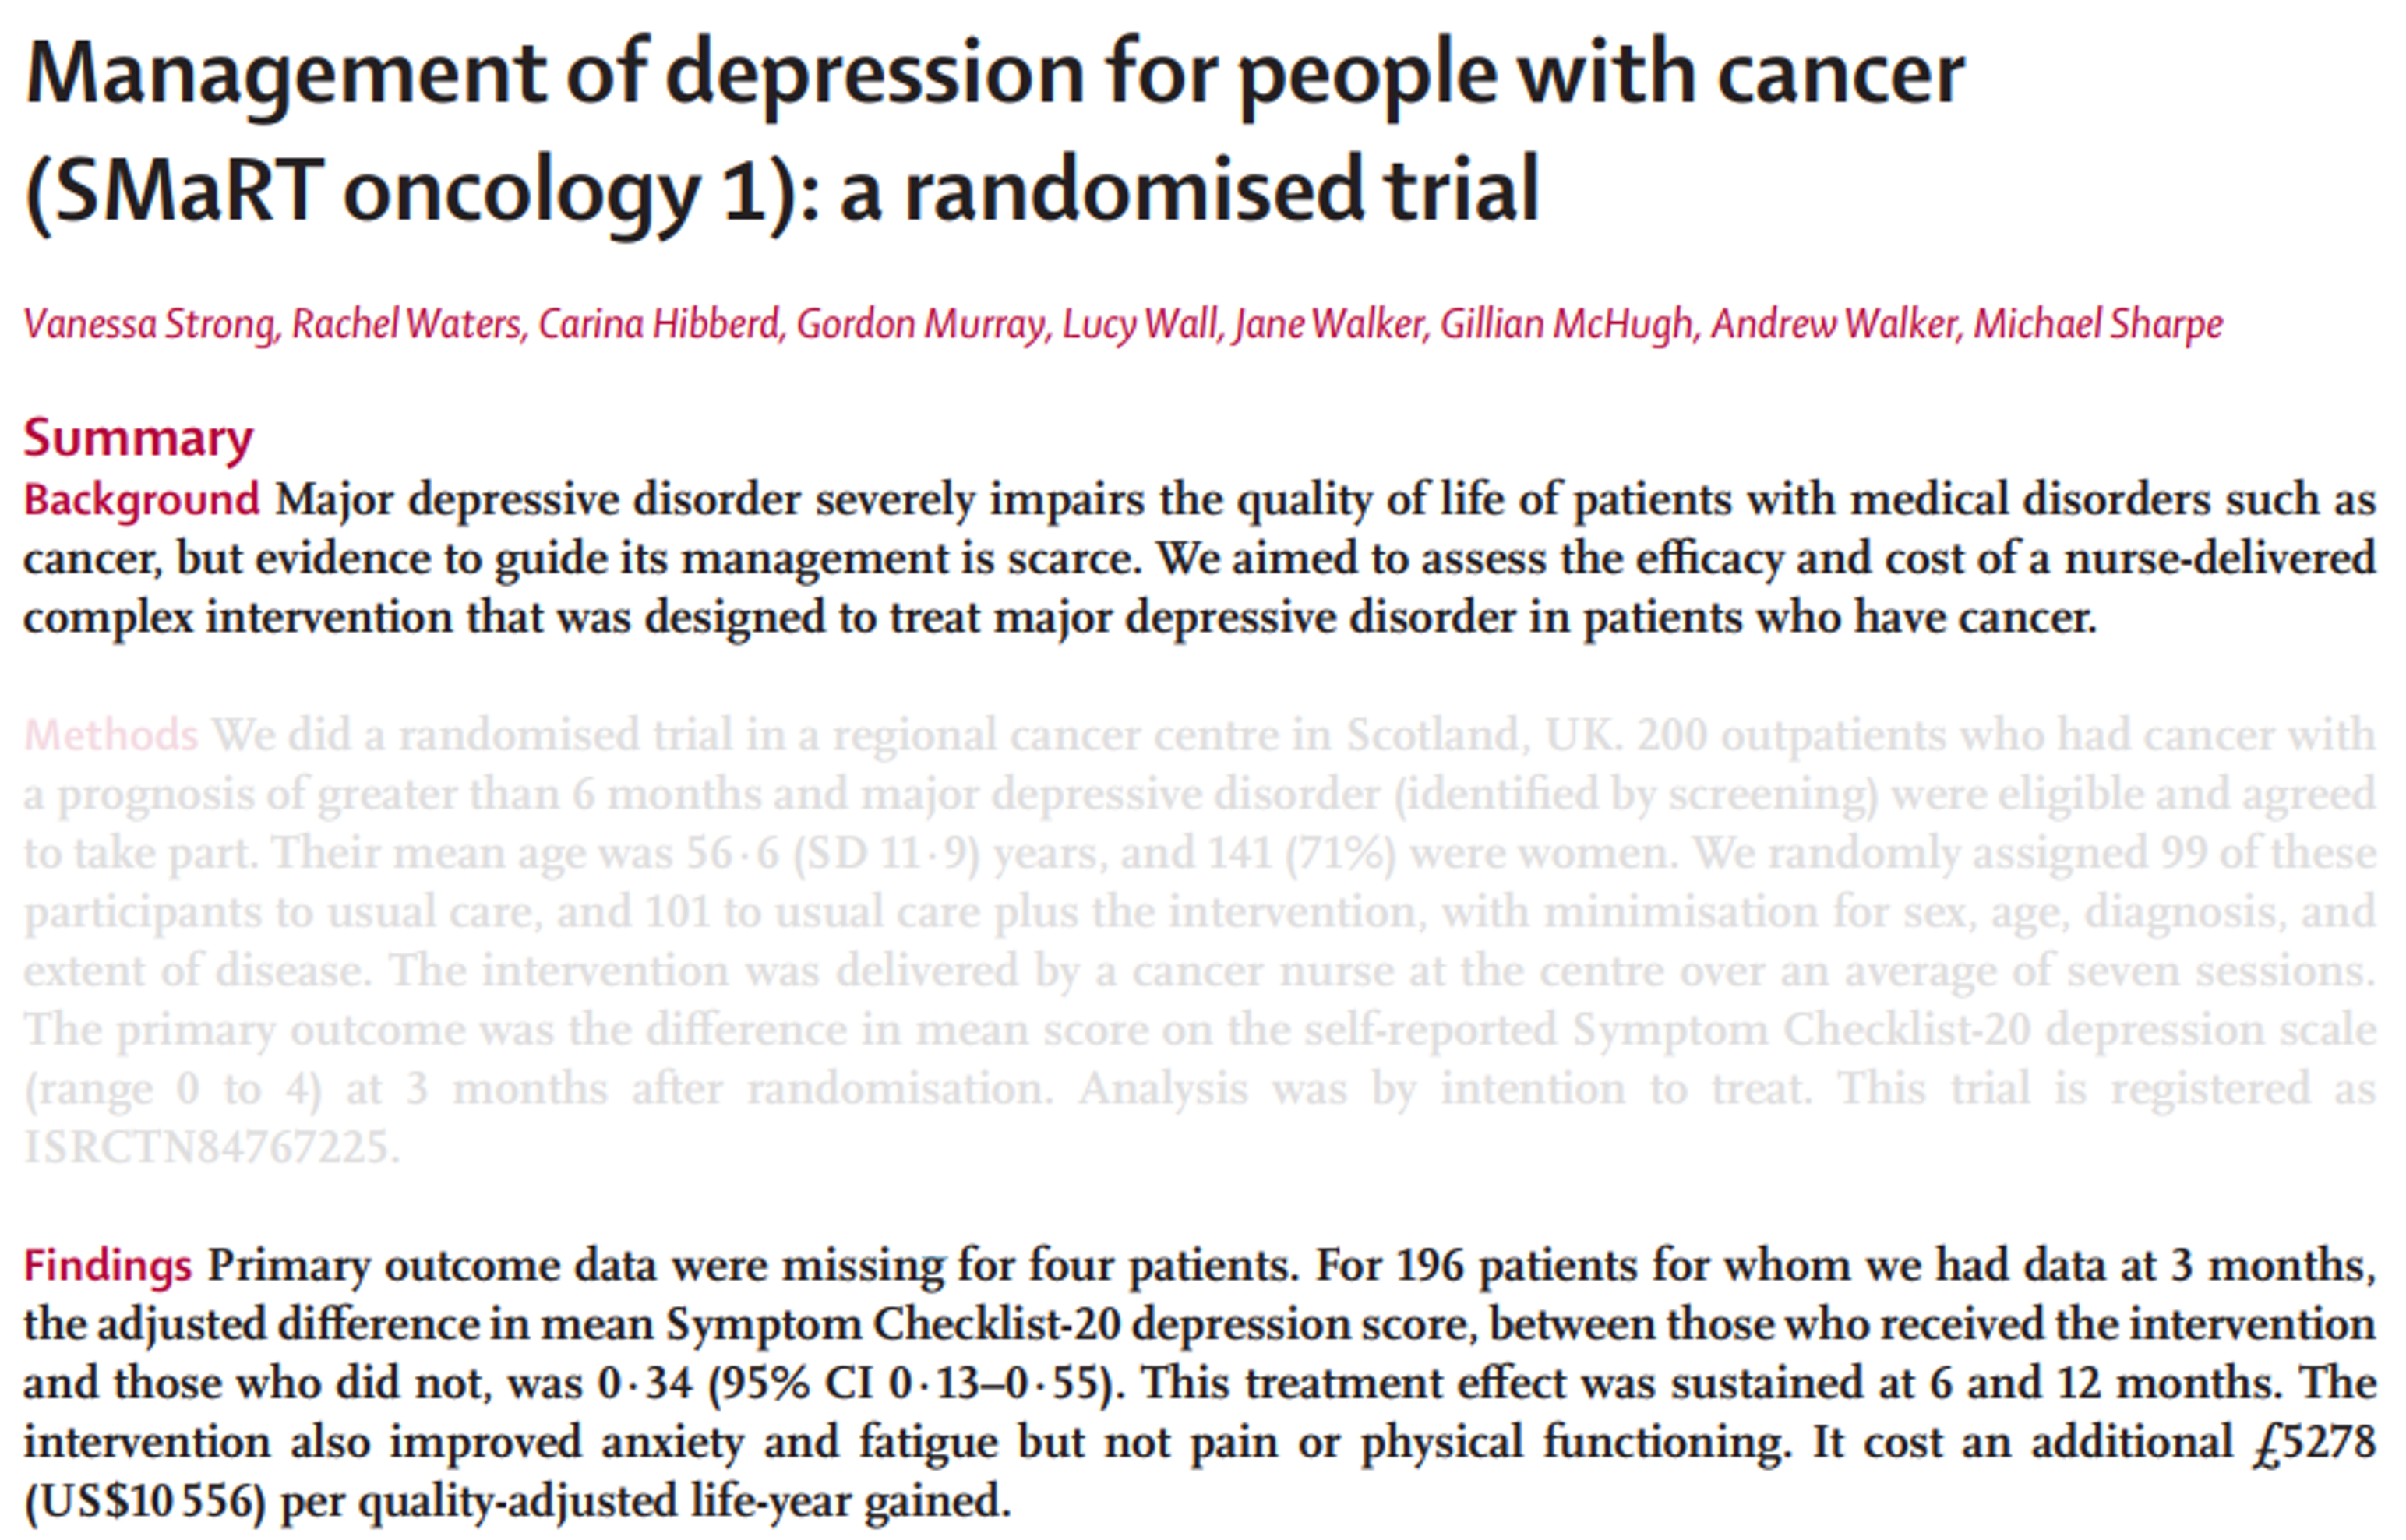 Management of depression for people with cancer
(SMaRT oncology 1): a randomised trial
Vanessa Strong, Rachel Waters, Carina Hibberd, Gordon Murray, Lucy Wall, Jane Walker, Gillian McHugh, Andrew Walker, Michael Sharpe
Summary
Background Major depressive disorder severely impairs the quality of life of patients with medical disorders such as
cancer, but evidence to guide its management is scarce. We aimed to assess the efficacy and cost of a nurse-delivered
complex intervention that was designed to treat major depressive disorder in patients who have cancer.
Methods We did a randomised trial in a regional cancer centre in Scotland, UK. 200 outpatients who had cancer with
a prognosis of greater than 6 months and major depressive disorder (identified by screening) were eligible and agreed
to take part. Their mean age was 56·6 (SD 11·9) years, and 141 (71%) were women. We randomly assigned 99 of these
participants to usual care, and 101 to usual care plus the intervention, with minimisation for sex, age, diagnosis, and
extent of disease. The intervention was delivered by a cancer nurse at the centre over an average of seven sessions.
The primary outcome was the difference in mean score on the self-reported Symptom Checklist-20 depression scale
(range 0 to 4) at 3 months after randomisation. Analysis was by intention to treat. This trial is registered as
ISRCTN84767225.
Findings Primary outcome data were missing for four patients. For 196 patients for whom we had data at 3 months,
the adjusted difference in mean Symptom Checklist-20 depression score, between those who received the intervention
and those who did not, was 0·34 (95% CI 0·13–0·55). This treatment effect was sustained at 6 and 12 months. The
intervention also improved anxiety and fatigue but not pain or physical functioning. It cost an additional £5278
(US$10 556) per quality-adjusted life-year gained.